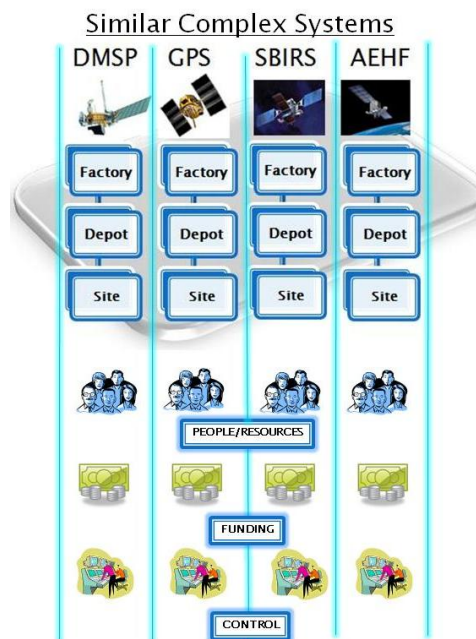 Similar Complex Systems
DMSP GPS SBIRS AEHF
Factory Factory Factory Factory
Depot Depot Depot Depot
Site Site Site Site
PEOPLE/RESOURCES
FUNDING
CONTROL